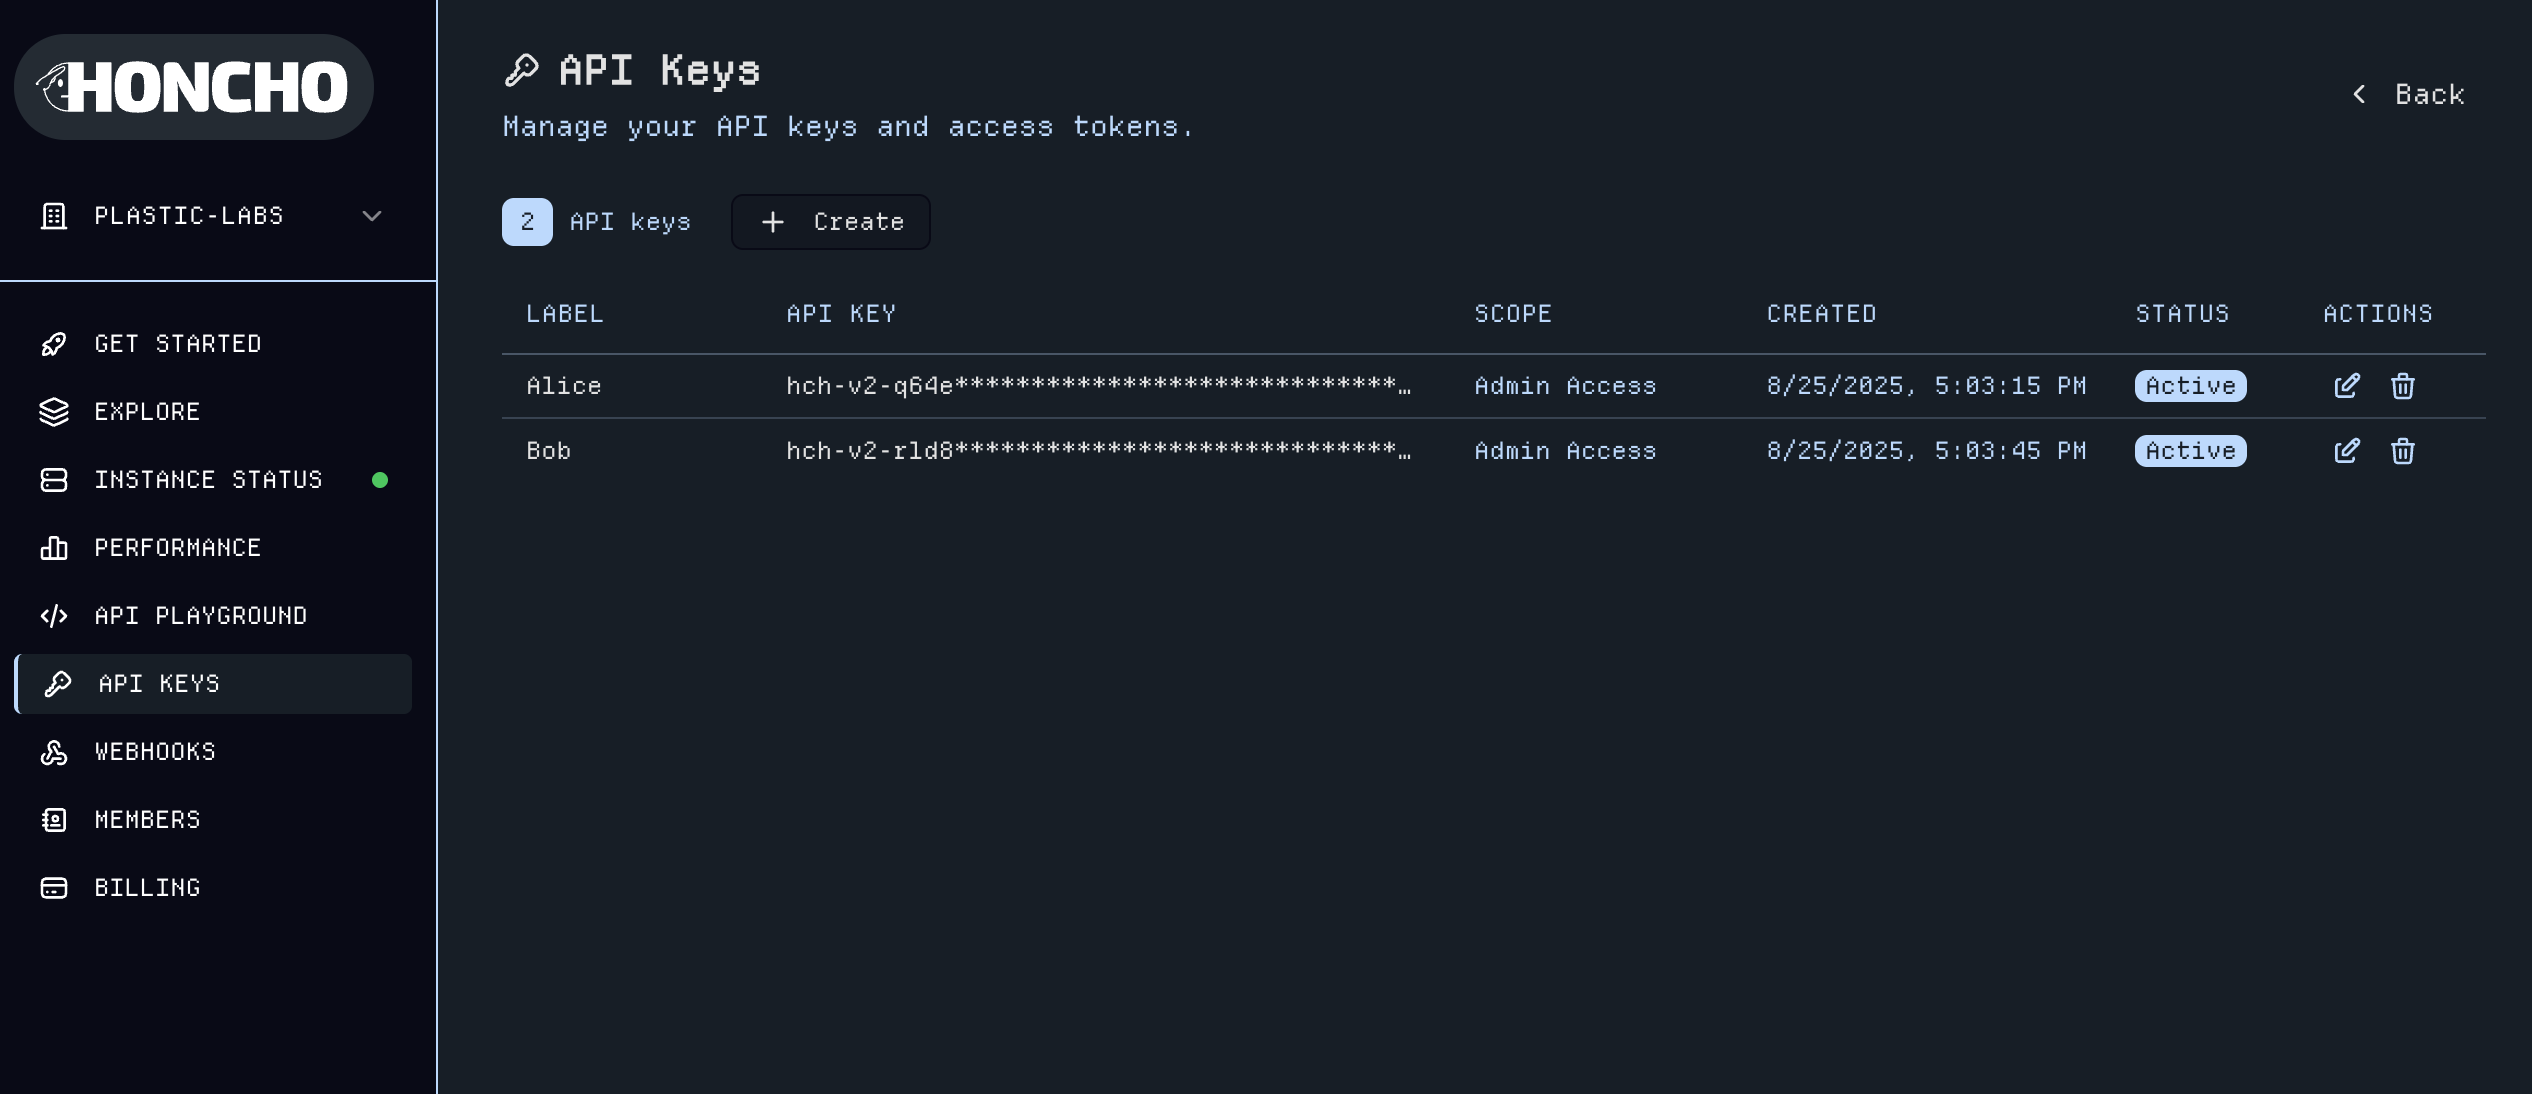 HONCHO
PLASTIC-LABS
GET STARTED
EXPLORE
INSTANCE STATUS
PERFORMANCE
API PLAYGROUND
API KEYS
WEBHOOKS
MEMBERS
BILLING
API Keys
Manage your API keys and access tokens.
Back
2 API keys
Create
LABEL API KEY SCOPE CREATED STATUS ACTIONS
Alice hch-v2-q64e*****************************… Admin Access 8/25/2025, 5:03:15 PM Active
Bob hch-v2-rld8*****************************… Admin Access 8/25/2025, 5:03:45 PM Active